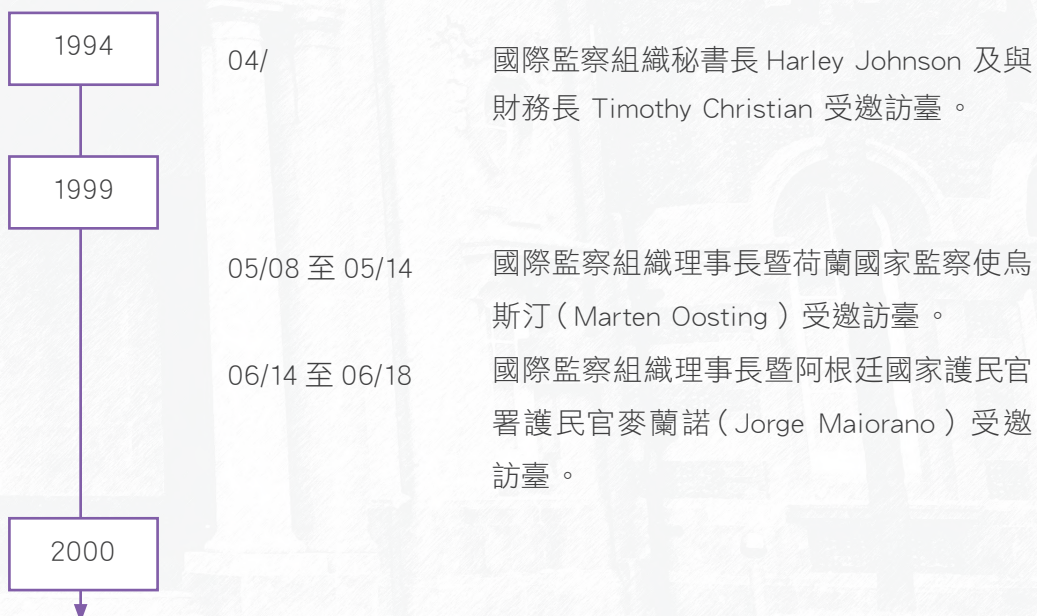 1994
04/ 國際監察組織秘書長 Harley Johnson 及與
財務長 Timothy Christian 受邀訪臺。
1999
05/08 至 05/14 國際監察組織理事長暨荷蘭國家監察使烏
斯汀(Marten Oosting)受邀訪臺。
06/14 至 06/18 國際監察組織理事長暨阿根廷國家護民官
署護民官麥蘭諾(Jorge Maiorano)受邀
訪臺。
2000